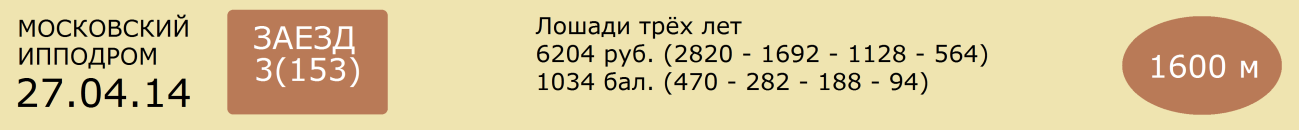 МОСКОВСКИЙ
ИППОДРОМ
27.04.14
ЗАЕЗД
3(153)
Лошади трёх лет
6204 руб. (2820 - 1692 - 1128 - 564)
1034 бал. (470 - 282 - 188 - 94)
1600 м